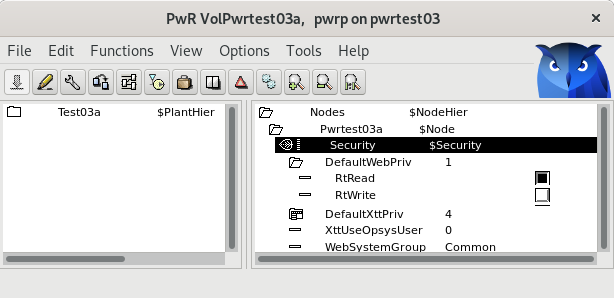 PwR VolPwrtest03a, pwrp on pwrtest03
File Edit Functions View Options Tools Help
Test03a $PlantHier
Nodes $NodeHier
Pwrtest03a $Node
Security $Security
DefaultWebPriv 1
RtRead
RtWrite
DefaultXttPriv 4
XttUseOpsysUser 0
WebSystemGroup Common